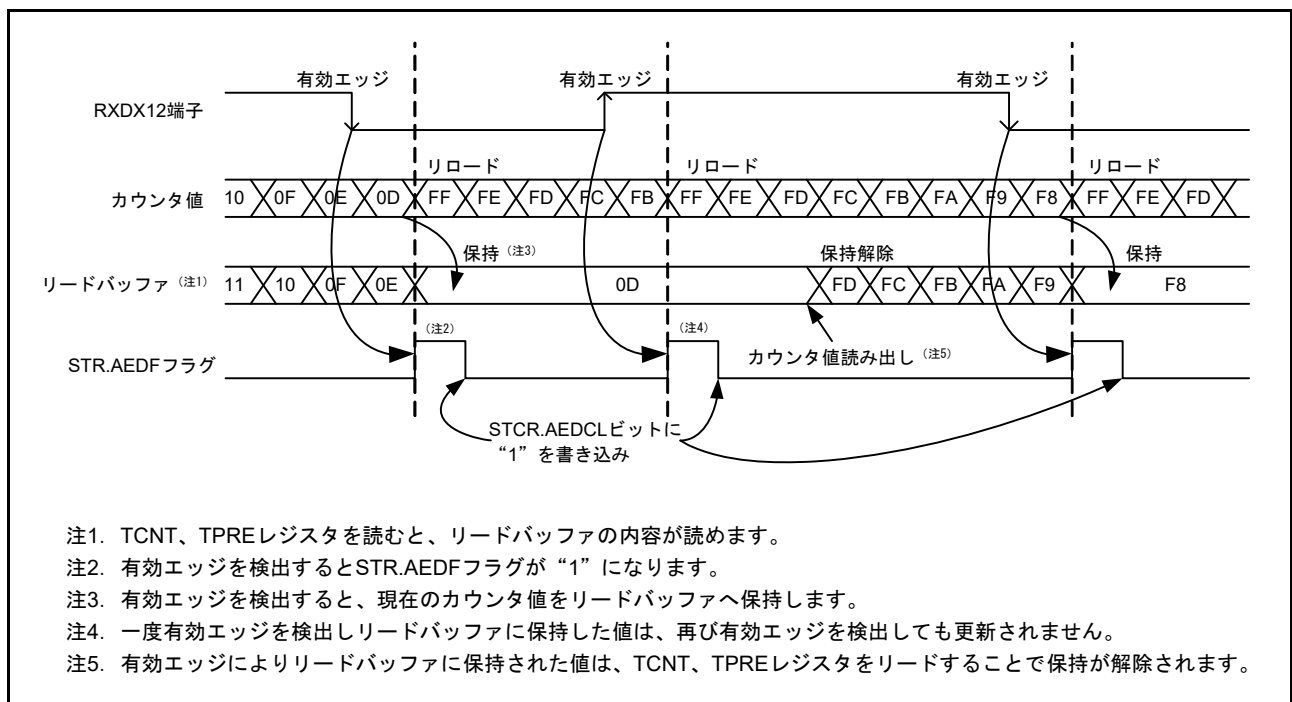 有効エッジ 有効エッジ 有効エッジ
RXDX12端子
リロード リロード リロード
カウンタ値 10 0F 0E 0D FF FE FD FC FB FF FE FD FC FB FA F9 F8 FF FE FD
保持（注3） 保持解除 保持
リードバッファ（注1） 11 10 0F 0E 0D FD FC FB FA F9 F8
（注2） （注4） カウンタ値読み出し（注5）
STR.AEDFフラグ
STCR.AEDCLビットに
“1”を書き込み
注1. TCNT、TPREレジスタを読むと、リードバッファの内容が読めます。
注2. 有効エッジを検出するとSTR.AEDFフラグが“1”になります。
注3. 有効エッジを検出すると、現在のカウンタ値をリードバッファへ保持します。
注4. 一度有効エッジを検出しリードバッファに保持した値は、再び有効エッジを検出しても更新されません。
注5. 有効エッジによりリードバッファに保持された値は、TCNT、TPREレジスタをリードすることで保持が解除されます。